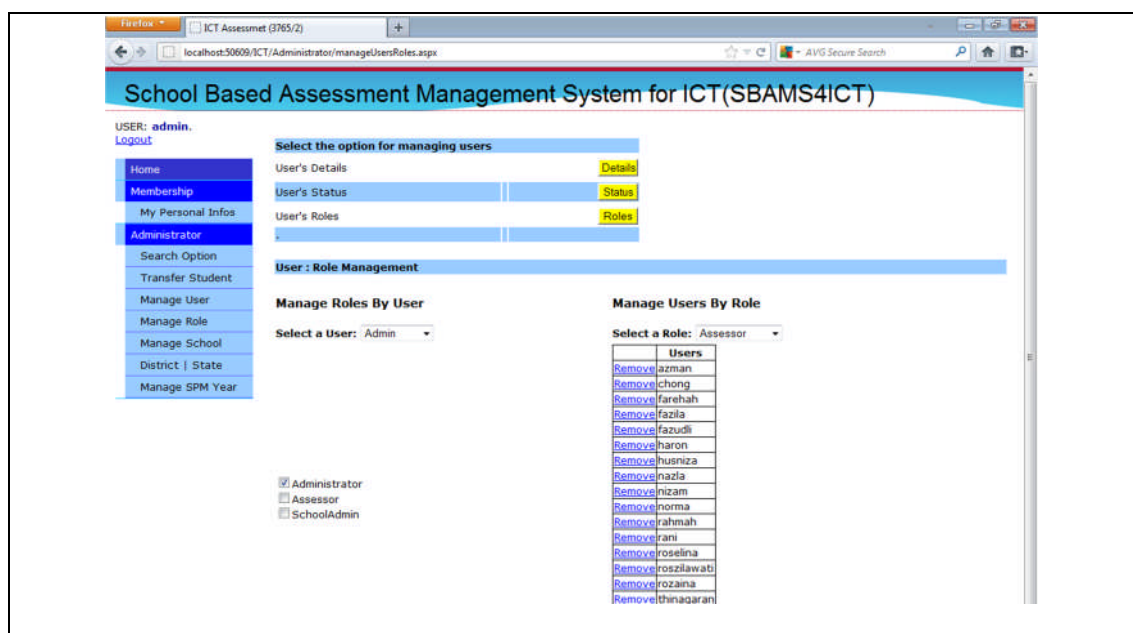 Firefox
ICT Assessmet (3765/2)
localhost:50609/ICT/Administrator/manageUsersRoles.aspx
AVG Secure Search
School Based Assessment Management System for ICT(SBAMS4ICT)
USER: admin.
Logout
Home
Membership
My Personal Infos
Administrator
Search Option
Transfer Student
Manage User
Manage Role
Manage School
District | State
Manage SPM Year
Select the option for managing users
User's Details Details
User's Status Status
User's Roles Roles
.
User : Role Management
Manage Roles By User
Select a User: Admin
Administrator
Assessor
SchoolAdmin
Manage Users By Role
Select a Role: Assessor
Users
Remove azman
Remove chong
Remove farehah
Remove fazila
Remove fazudli
Remove haron
Remove husniza
Remove nazla
Remove nizam
Remove norma
Remove rahmah
Remove rani
Remove roselina
Remove roszilawati
Remove rozaina
Remove thinagaran